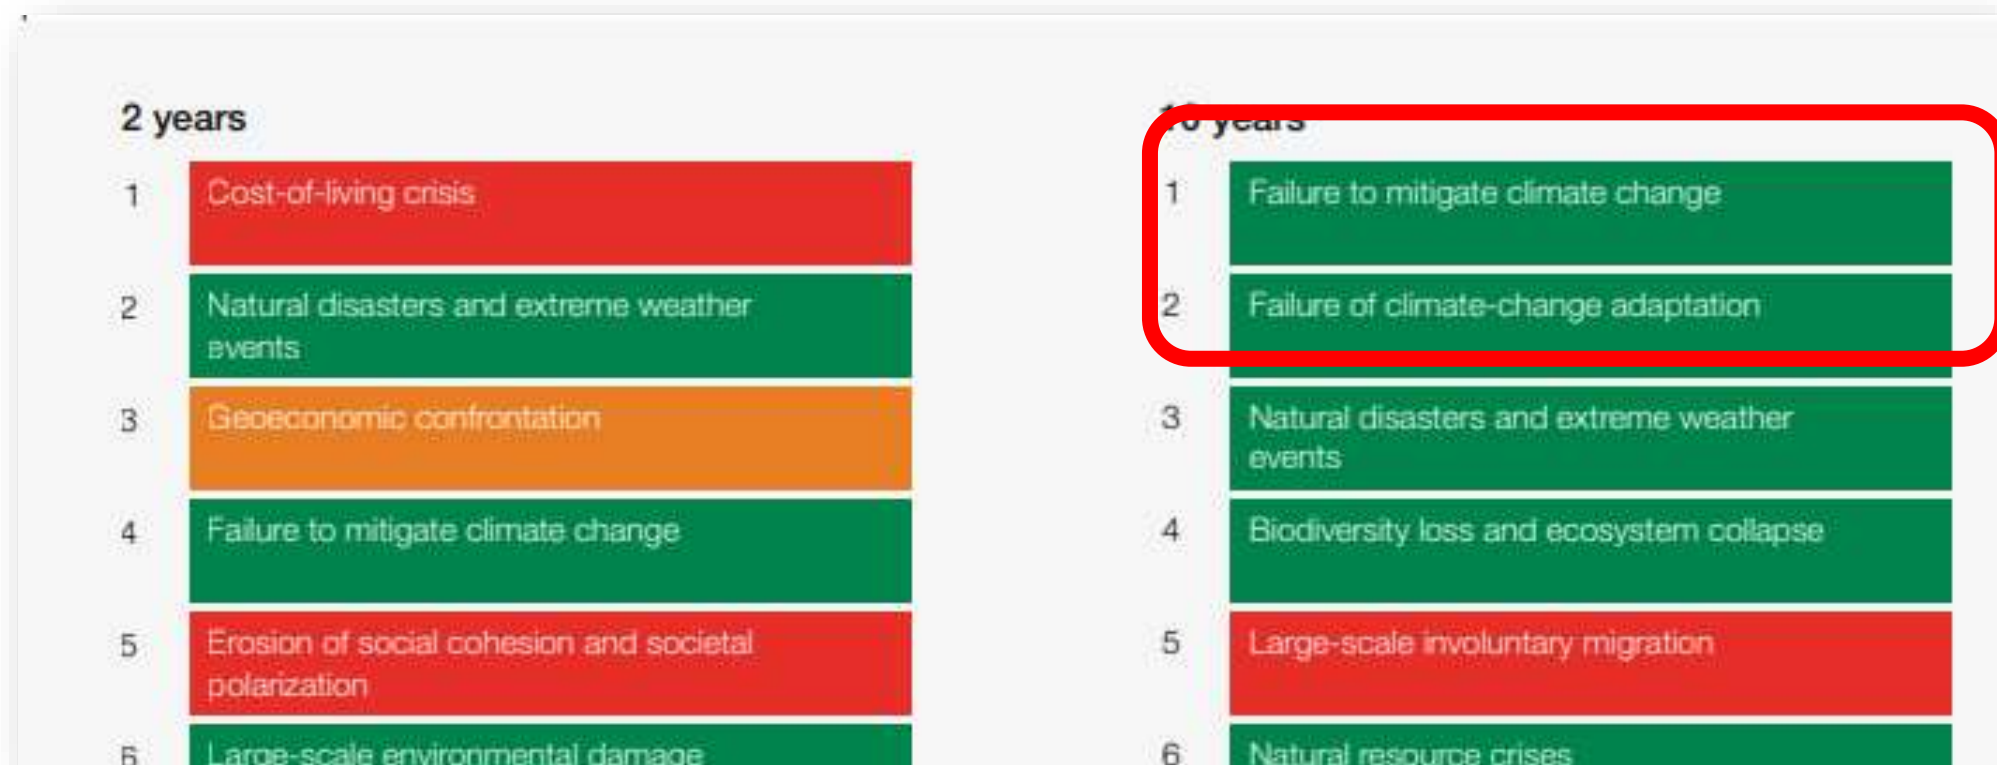 2 years
1 Cost-of-living crisis
2 Natural disasters and extreme weather
events
3 Geoeconomic confrontation
4 Failure to mitigate climate change
5 Erosion of social cohesion and societal
polarization
6 Large-scale environmental damage
10 years
1 Failure to mitigate climate change
2 Failure of climate-change adaptation
3 Natural disasters and extreme weather
events
4 Biodiversity loss and ecosystem collapse
5 Large-scale involuntary migration
6 Natural resource crises